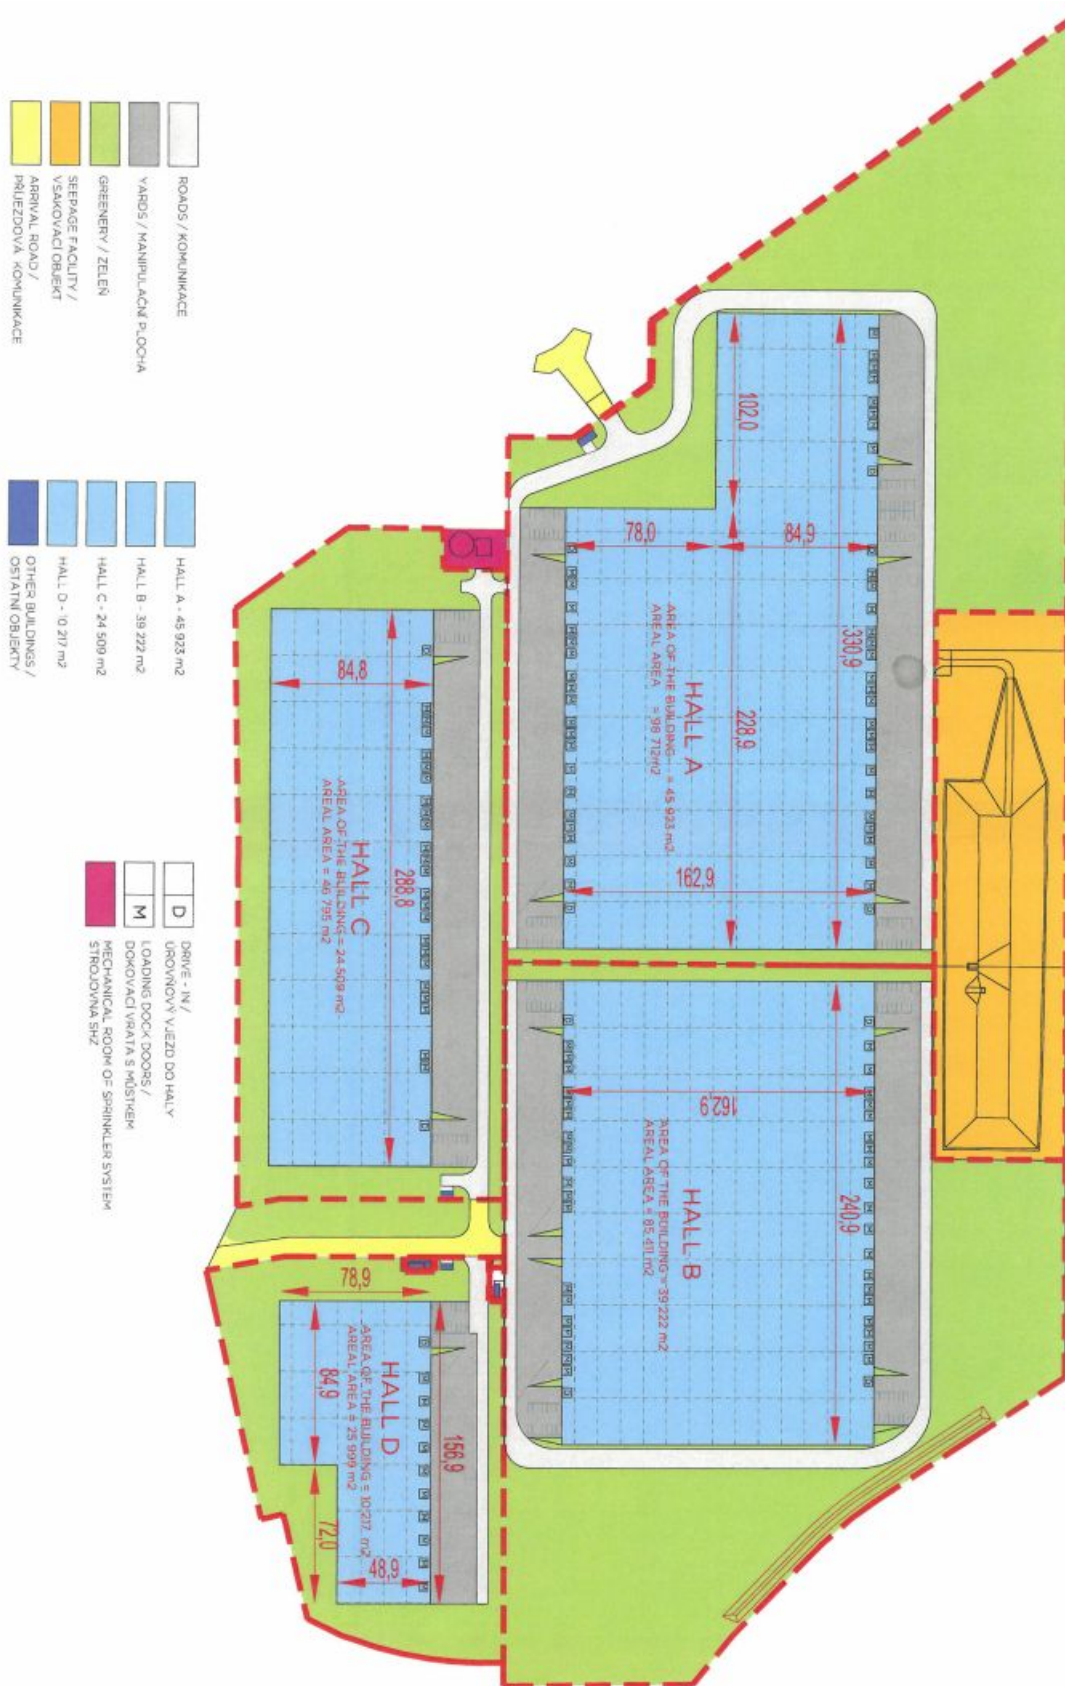 ROADS / KOMUNIKACE
YARDS / MANIPULAČNÍ PLOCHA
GREENERY / ZELEŇ
SEEPAGE FACILITY /
VSAKOVACÍ OBJEKT
ARRIVAL ROAD /
PŘÍJEZDOVÁ KOMUNIKACE
HALL A - 45 923 m2
HALL B - 39 222 m2
HALL C - 24 509 m2
HALL D - 10 217 m2
OTHER BUILDINGS /
OSTATNÍ OBJEKTY
D
DRIVE - IN /
ÚROVŇOVÝ VJEZD DO HALY
M
LOADING DOCK DOORS /
DOKOVACÍ VRATA S MŮSTKEM
MECHANICAL ROOM OF SPRINKLER SYSTEM
STROJOVNA SHZ
HALL A
AREA OF THE BUILDING = 45 923 m2
AREAL AREA = 98 712m2
102,0
78,0
84,9
330,9
228,9
162,9
HALL B
AREA OF THE BUILDING = 39 222 m2
AREAL AREA = 85 411 m2
162,9
240,9
HALL C
AREA OF THE BUILDING = 24 509 m2
AREAL AREA = 46 795 m2
84,8
288,8
HALL D
AREA OF THE BUILDING = 10 217 m2
AREAL AREA = 25 999 m2
78,9
84,9
156,9
72,0
48,9